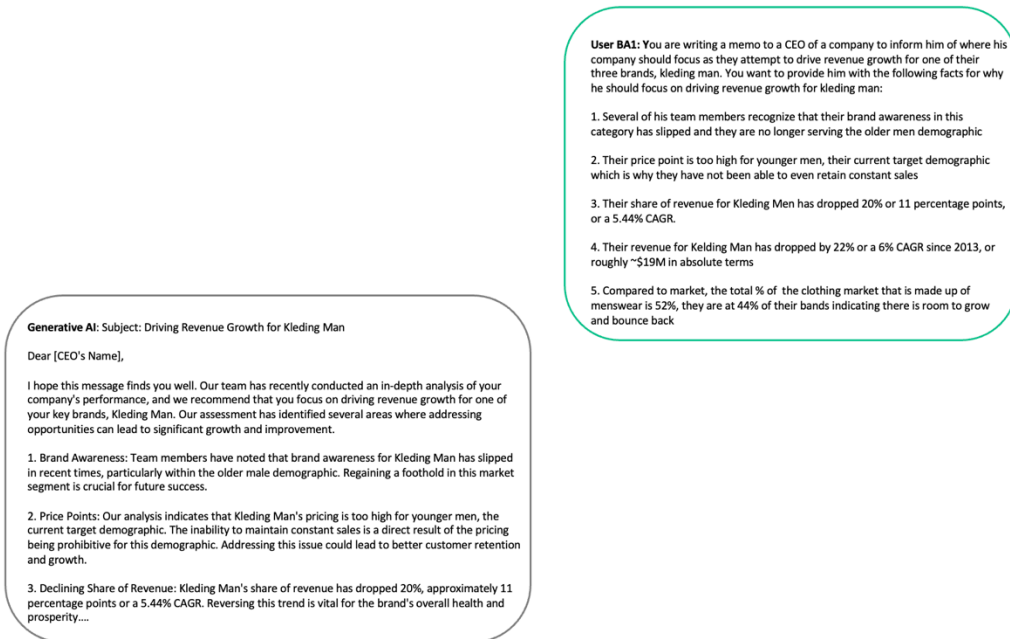 User BA1: You are writing a memo to a CEO of a company to inform him of where his
company should focus as they attempt to drive revenue growth for one of their
three brands, kleding man. You want to provide him with the following facts for why
he should focus on driving revenue growth for kleding man:
1. Several of his team members recognize that their brand awareness in this
category has slipped and they are no longer serving the older men demographic
2. Their price point is too high for younger men, their current target demographic
which is why they have not been able to even retain constant sales
3. Their share of revenue for Kleding Men has dropped 20% or 11 percentage points,
or a 5.44% CAGR.
4. Their revenue for Kelding Man has dropped by 22% or a 6% CAGR since 2013, or
roughly ~$19M in absolute terms
5. Compared to market, the total % of the clothing market that is made up of
menswear is 52%, they are at 44% of their bands indicating there is room to grow
and bounce back
Generative AI: Subject: Driving Revenue Growth for Kleding Man
Dear [CEO's Name],
I hope this message finds you well. Our team has recently conducted an in-depth analysis of your
company's performance, and we recommend that you focus on driving revenue growth for one of
your key brands, Kleding Man. Our assessment has identified several areas where addressing
opportunities can lead to significant growth and improvement.
1. Brand Awareness: Team members have noted that brand awareness for Kleding Man has slipped
in recent times, particularly within the older male demographic. Regaining a foothold in this market
segment is crucial for future success.
2. Price Points: Our analysis indicates that Kleding Man's pricing is too high for younger men, the
current target demographic. The inability to maintain constant sales is a direct result of the pricing
being prohibitive for this demographic. Addressing this issue could lead to better customer retention
and growth.
3. Declining Share of Revenue: Kleding Man's share of revenue has dropped 20%, approximately 11
percentage points or a 5.44% CAGR. Reversing this trend is vital for the brand's overall health and
prosperity....